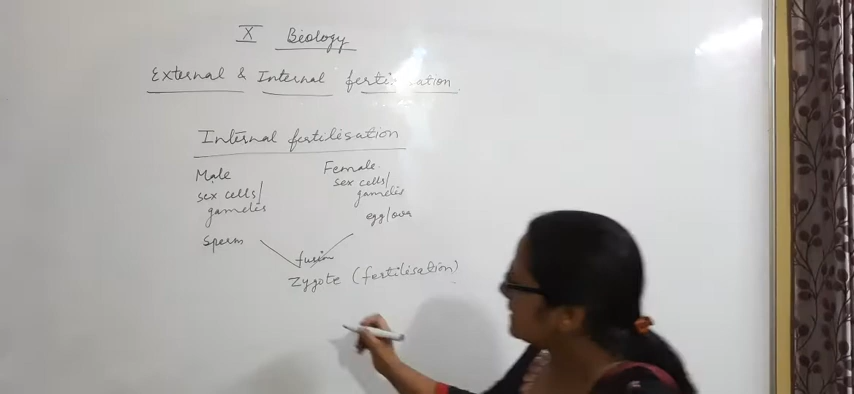 X Biology
External & Internal fertilisation
Internal fertilisation
Male
sex cells/
gametes
sperm
Female
sex cells/
gametes
egg/ova
fusion
zygote (fertilisation)